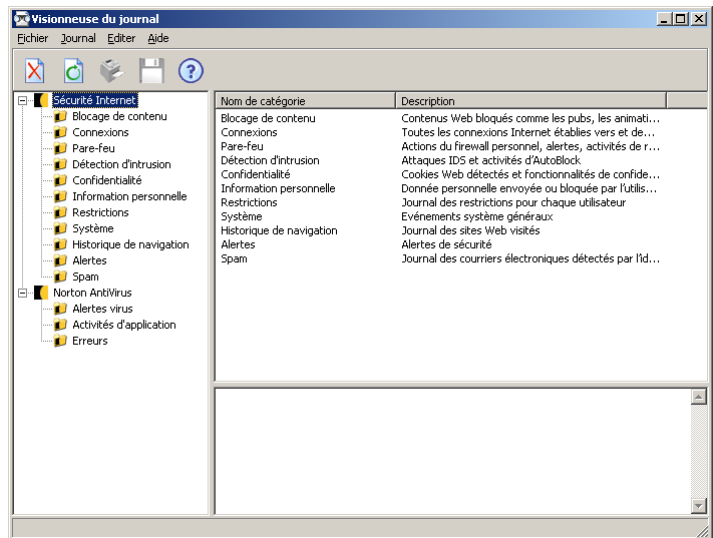 Visionneuse du journal
Fichier Journal Editer Aide
Sécurité Internet
Blocage de contenu
Connexions
Pare-feu
Détection d'intrusion
Confidentialité
Information personnelle
Restrictions
Système
Historique de navigation
Alertes
Spam
Norton AntiVirus
Alertes virus
Activités d'application
Erreurs
Nom de catégorie Description
Blocage de contenu Contenus Web bloqués comme les pubs, les animati...
Connexions Toutes les connexions Internet établies vers et de...
Pare-feu Actions du firewall personnel, alertes, activités de r...
Détection d'intrusion Attaques IDS et activités d'AutoBlock
Confidentialité Cookies Web détectés et fonctionnalités de confide...
Information personnelle Donnée personnelle envoyée ou bloquée par l'utilis...
Restrictions Journal des restrictions pour chaque utilisateur
Système Evénements système généraux
Historique de navigation Journal des sites Web visités
Alertes Alertes de sécurité
Spam Journal des courriers électroniques détectés par l'id...